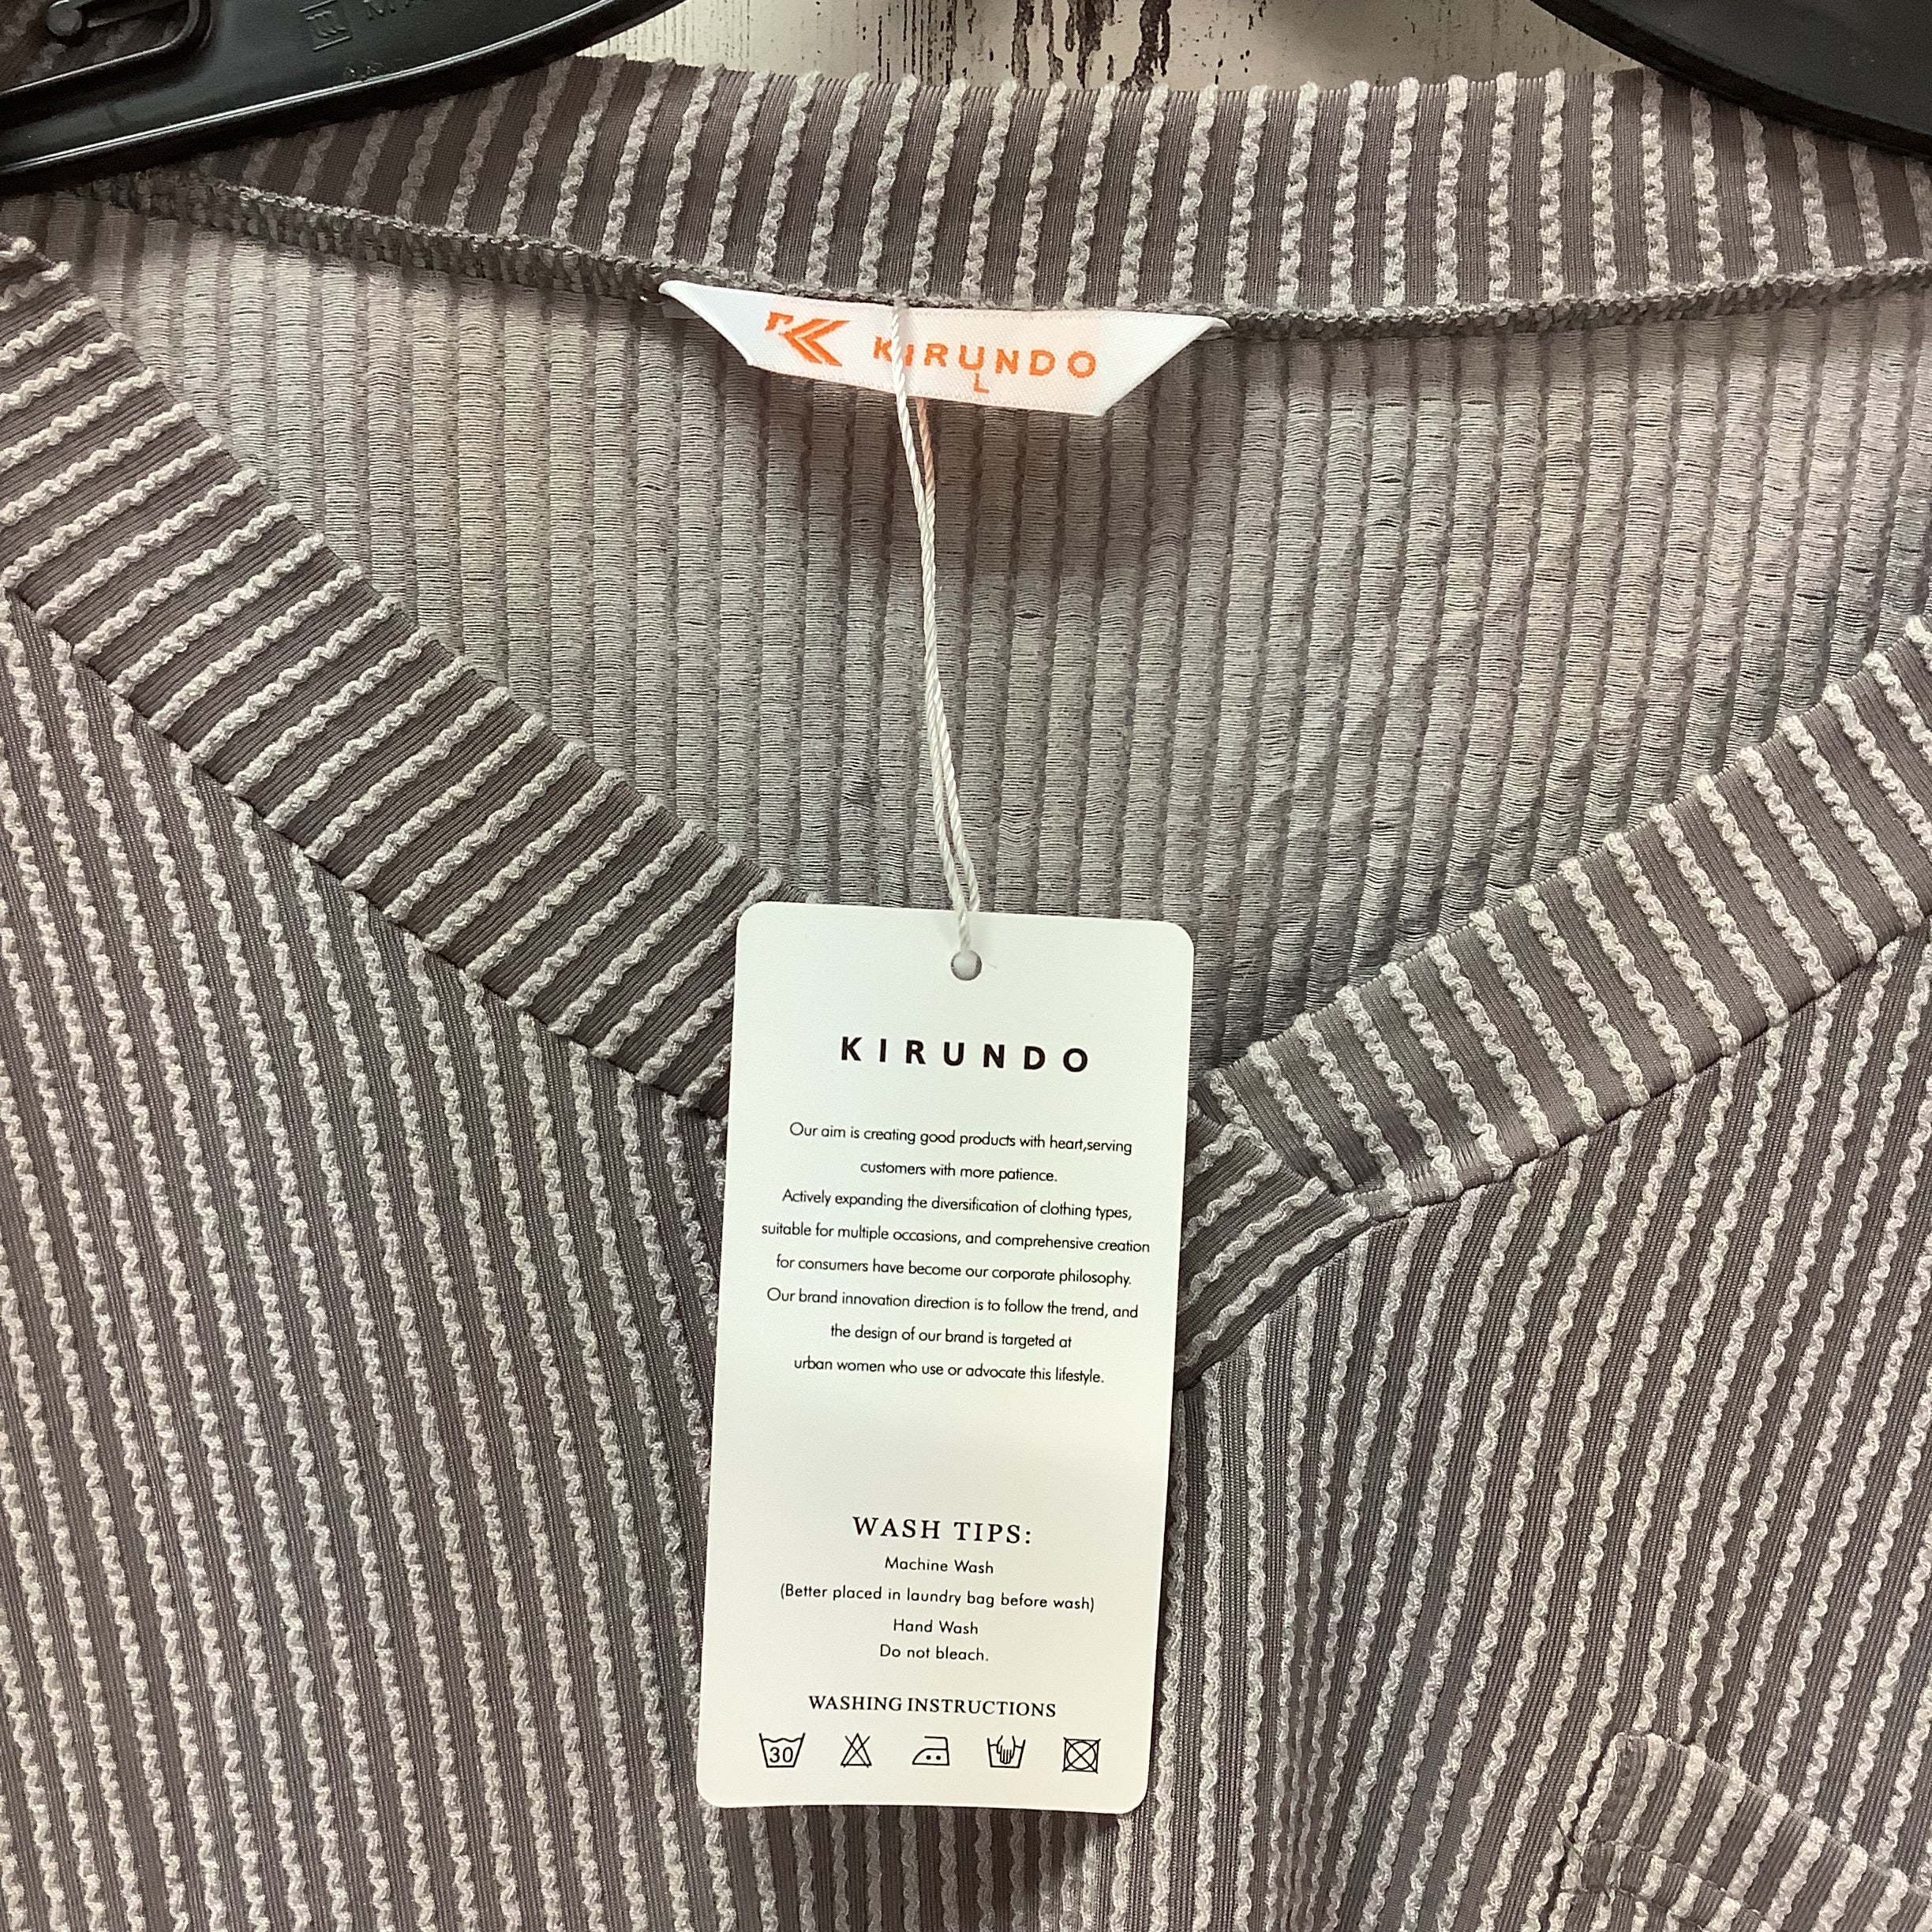 KIRUNDO
L
KIRUNDO
Our aim is creating good products with heart,serving
customers with more patience.
Actively expanding the diversification of clothing types,
suitable for multiple occasions, and comprehensive creation
for consumers have become our corporate philosophy.
Our brand innovation direction is to follow the trend, and
the design of our brand is targeted at
urban women who use or advocate this lifestyle.
WASH TIPS:
Machine Wash
(Better placed in laundry bag before wash)
Hand Wash
Do not bleach.
WASHING INSTRUCTIONS
30